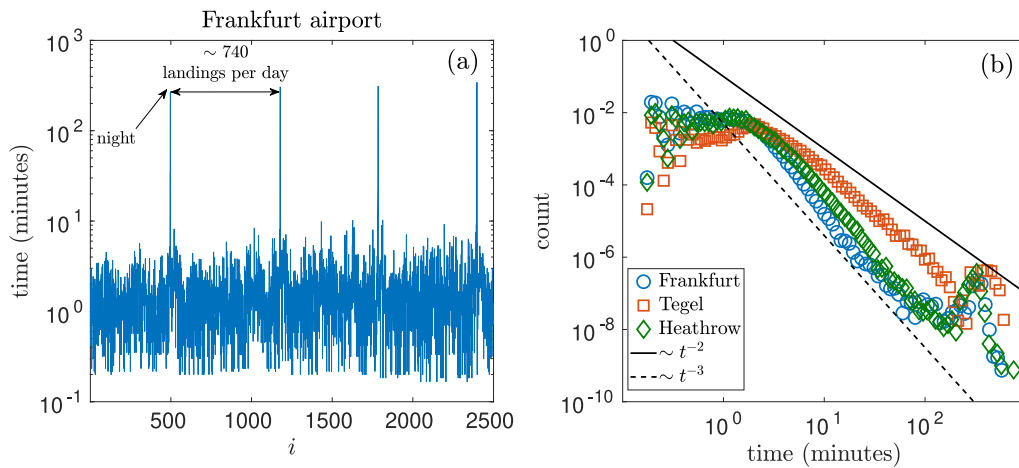 Frankfurt airport
(a)
∼ 740
landings per day
night
time (minutes)
10^3
10^2
10^1
10^0
10^-1
500
1000
1500
2000
2500
i
(b)
count
10^0
10^-2
10^-4
10^-6
10^-8
10^-10
Frankfurt
Tegel
Heathrow
∼ t^-2
∼ t^-3
10^0
10^1
10^2
time (minutes)